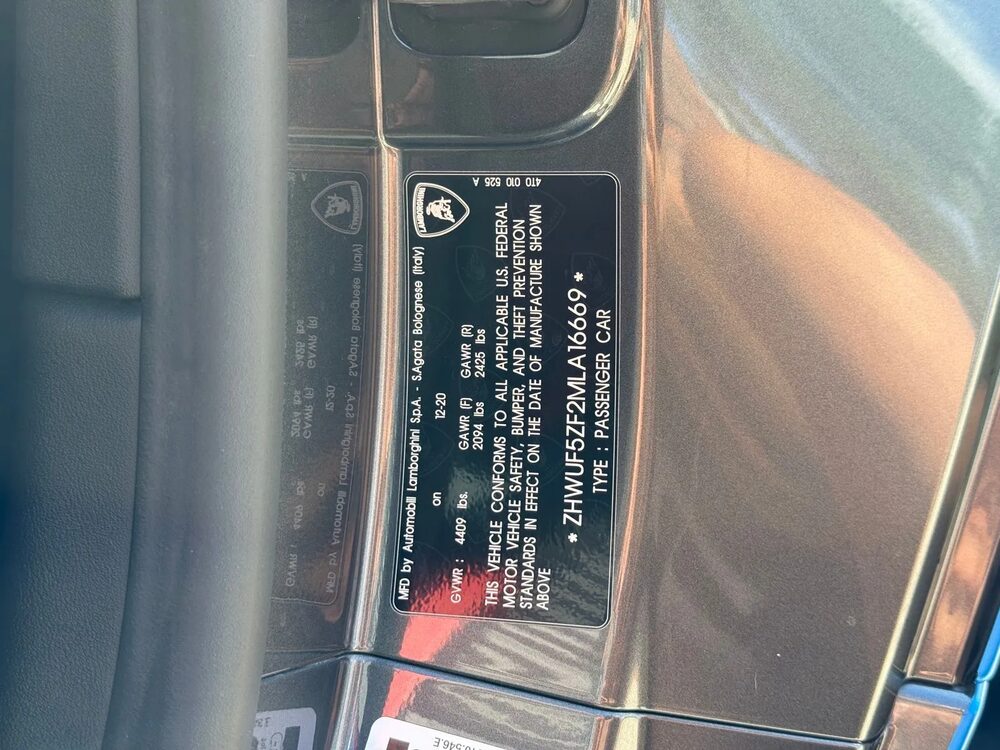 4T0 010 525 A
LAMBORGHINI
MFD by Automobili Lamborghini S.p.A. - S.Agata Bolognese (Italy)
on 12-20
GVWR : 4409 lbs. GAWR (F) GAWR (R)
2094 lbs 2425 lbs
THIS VEHICLE CONFORMS TO ALL APPLICABLE U.S. FEDERAL
MOTOR VEHICLE SAFETY, BUMPER, AND THEFT PREVENTION
STANDARDS IN EFFECT ON THE DATE OF MANUFACTURE SHOWN
ABOVE
* ZHWUF5ZF2MLA16669 *
TYPE : PASSENGER CAR